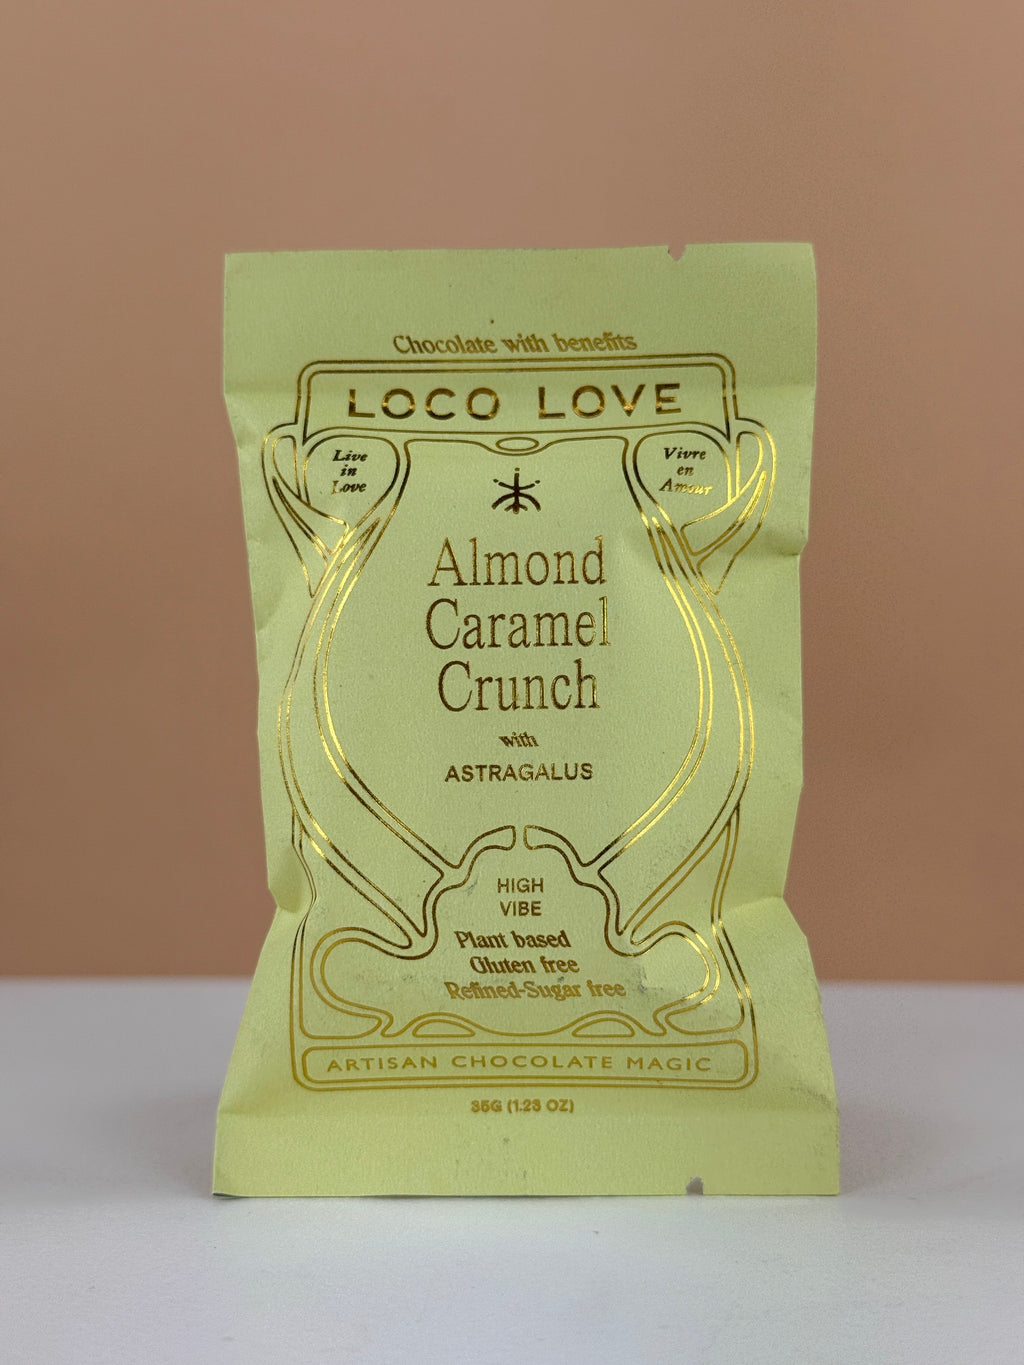 Chocolate with benefits
LOCO LOVE
Live
in
Love
Vivre
en
Amour
Almond
Caramel
Crunch
with
ASTRAGALUS
HIGH
VIBE
Plant based
Gluten free
Refined-Sugar free
ARTISAN CHOCOLATE MAGIC
35G (1.23 OZ)